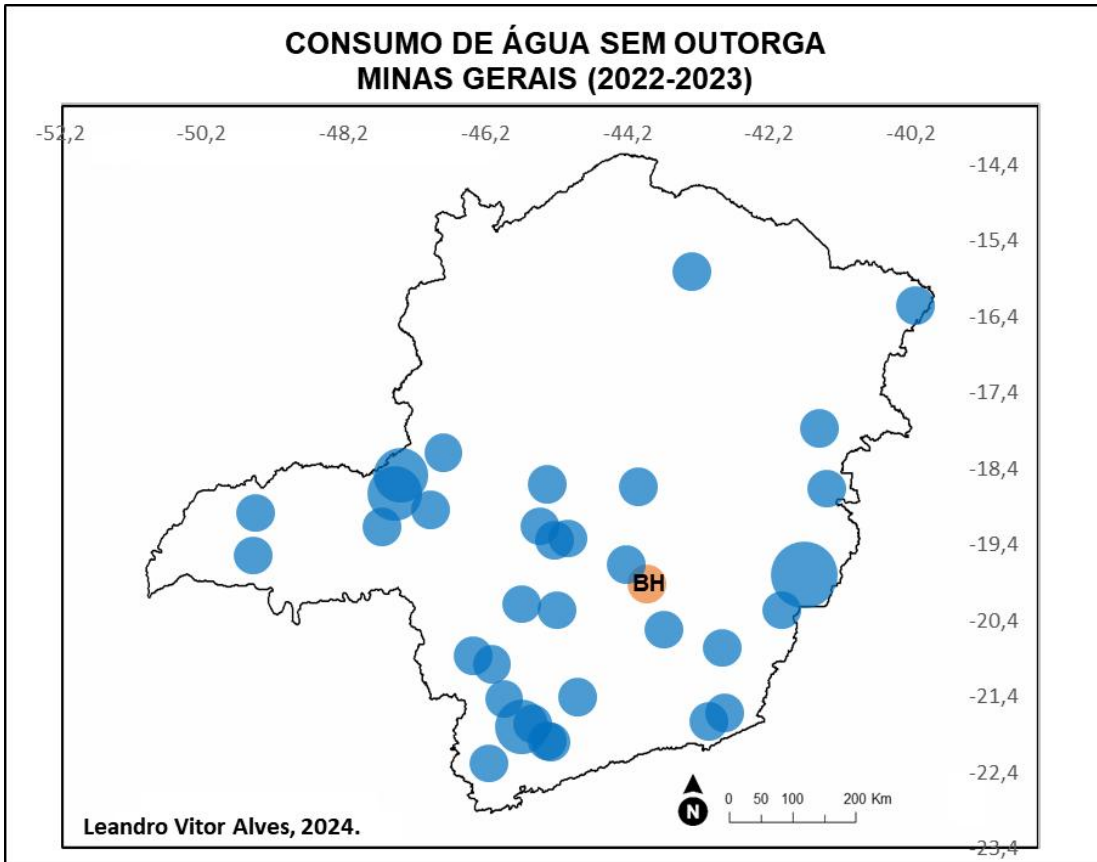 CONSUMO DE ÁGUA SEM OUTORGA
MINAS GERAIS (2022-2023)
-52,2 -50,2 -48,2 -46,2 -44,2 -42,2 -40,2
-14,4
-15,4
-16,4
-17,4
-18,4
-19,4
BH
-20,4
-21,4
-22,4
N
0 50 100 200 Km
Leandro Vitor Alves, 2024.
-23,4